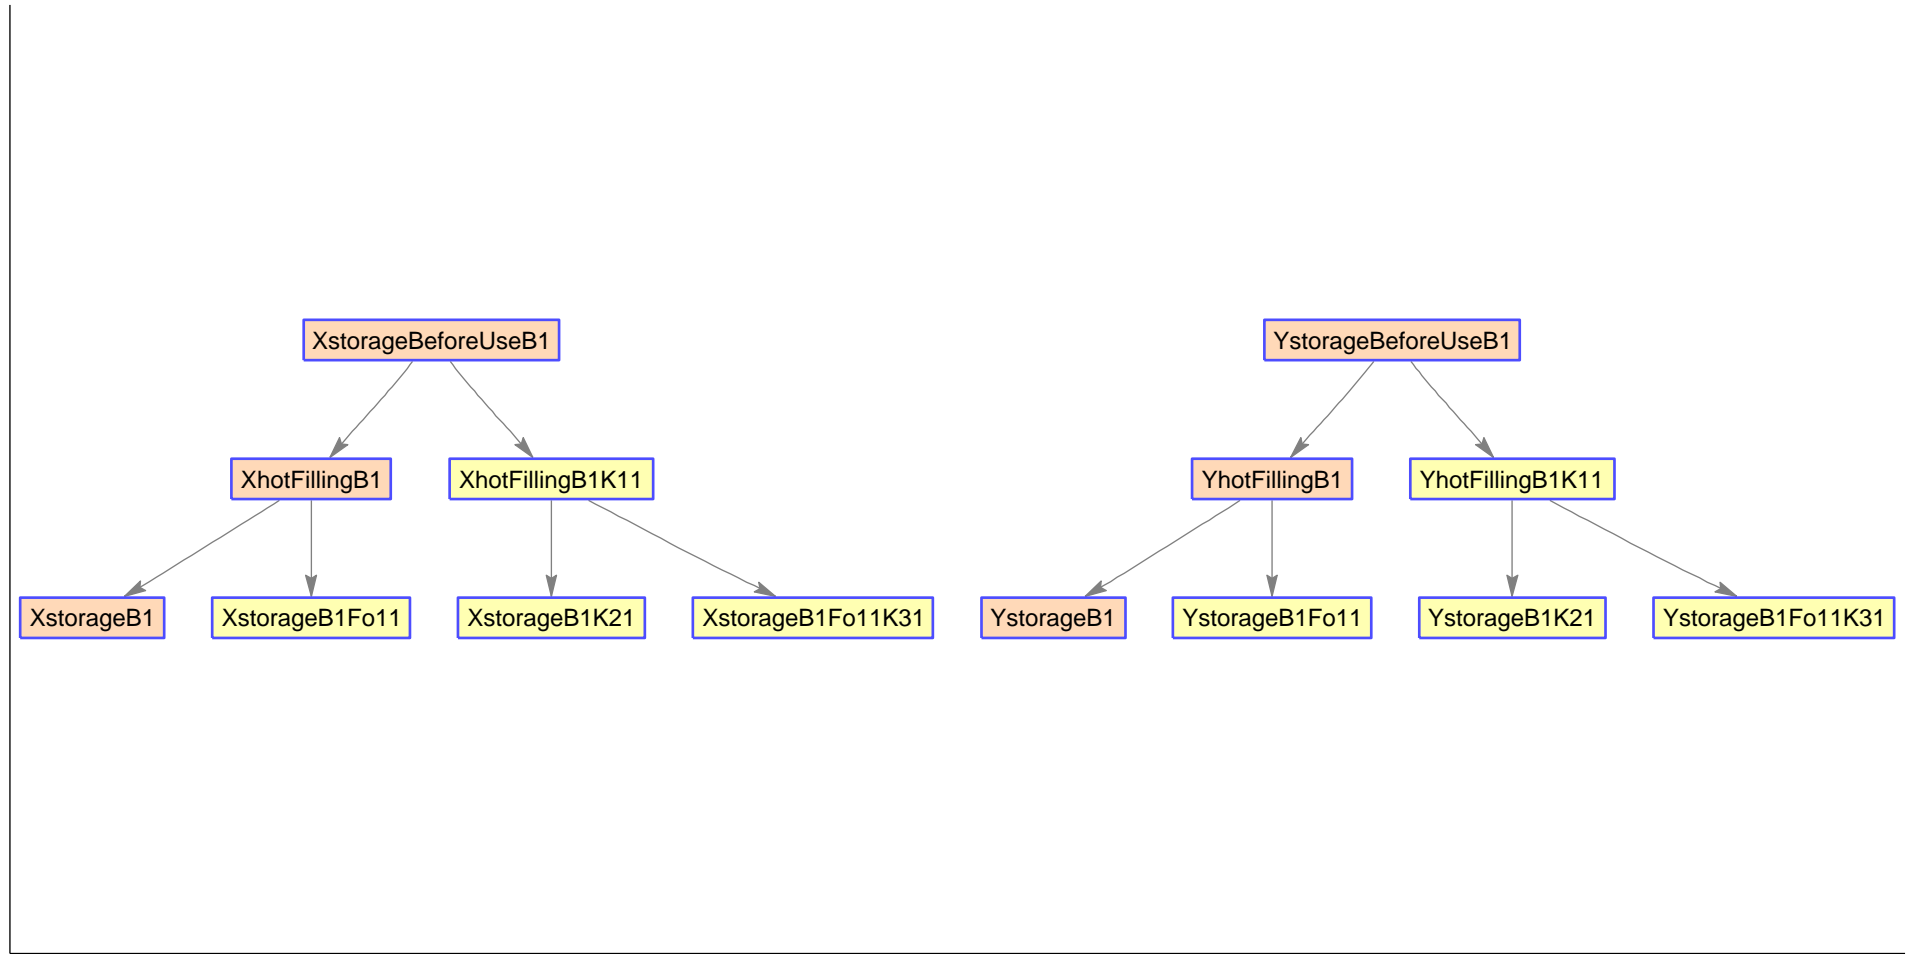 XstorageBeforeUseB1
YstorageBeforeUseB1
XhotFillingB1
XhotFillingB1K11
YhotFillingB1
YhotFillingB1K11
XstorageB1
XstorageB1Fo11
XstorageB1K21
XstorageB1Fo11K31
YstorageB1
YstorageB1Fo11
YstorageB1K21
YstorageB1Fo11K31